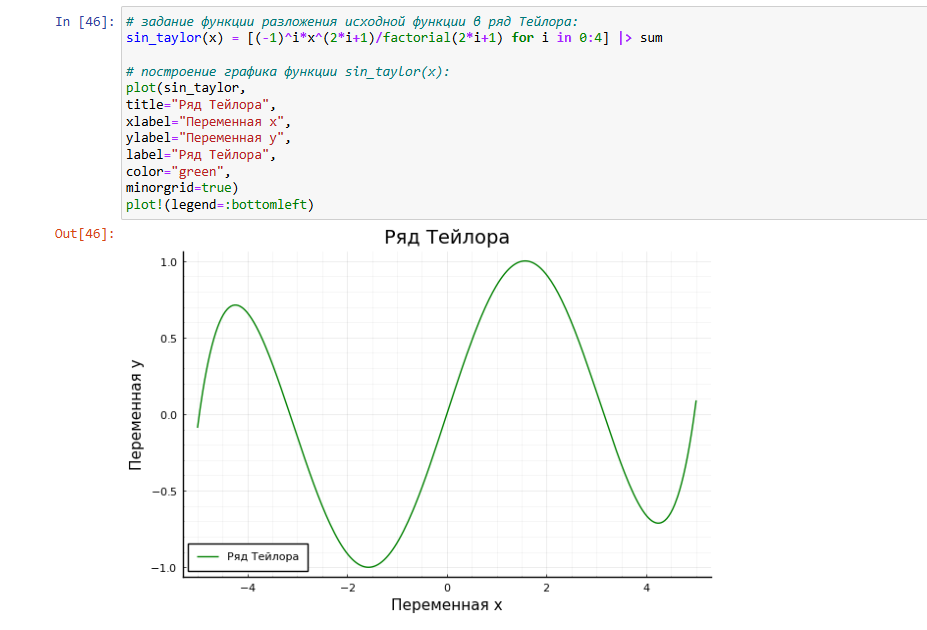 In [46]: # задание функции разложения исходной функции в ряд Тейлора:
sin_taylor(x) = [(-1)^i*x^(2*i+1)/factorial(2*i+1) for i in 0:4] |> sum
# построение графика функции sin_taylor(x):
plot(sin_taylor,
title="Ряд Тейлора",
xlabel="Переменная x",
ylabel="Переменная y",
label="Ряд Тейлора",
color="green",
minorgrid=true)
plot!(legend=:bottomleft)
Out[46]:
Ряд Тейлора
1.0
0.5
0.0
−0.5
−1.0
Переменная y
Ряд Тейлора
−4 −2 0 2 4
Переменная x